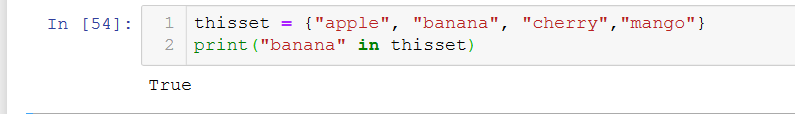 In [54]: 1 thisset = {"apple", "banana", "cherry","mango"}
2 print("banana" in thisset)
True